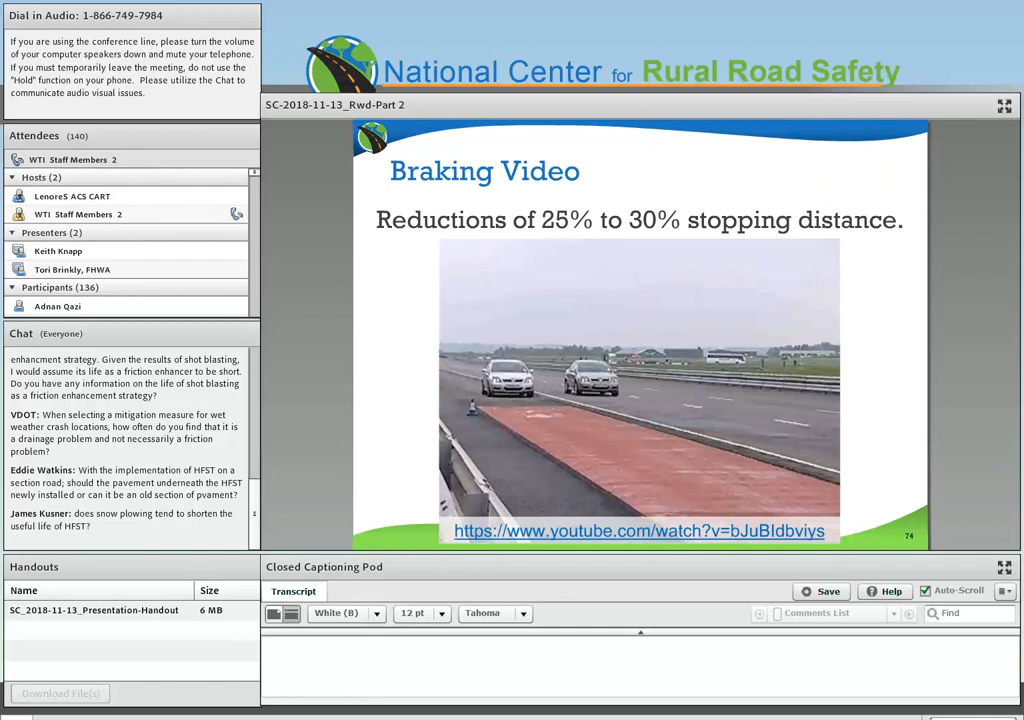 Dial in Audio: 1-866-749-7984
If you are using the conference line, please turn the volume
of your computer speakers down and mute your telephone.
If you must temporarily leave the meeting, do not use the
"Hold" function on your phone. Please utilize the Chat to
communicate audio visual issues.
National Center for Rural Road Safety
SC-2018-11-13_Rwd-Part 2
Attendees (140)
WTI Staff Members 2
Hosts (2)
LenoreS ACS CART
WTI Staff Members 2
Presenters (2)
Keith Knapp
Tori Brinkly, FHWA
Participants (136)
Adnan Qazi
Braking Video
Reductions of 25% to 30% stopping distance.
https://www.youtube.com/watch?v=bJuBIdbviys
74
Chat (Everyone)
enhancment strategy. Given the results of shot blasting,
I would assume its life as a friction enhancer to be short.
Do you have any information on the life of shot blasting
as a friction enhancement strategy?
VDOT: When selecting a mitigation measure for wet
weather crash locations, how often do you find that it is
a drainage problem and not necessarily a friction
problem?
Eddie Watkins: With the implementation of HFST on a
section road; should the pavement underneath the HFST
newly installed or can it be an old section of pvament?
James Kusner: does snow plowing tend to shorten the
useful life of HFST?
Handouts
Name Size
SC_2018-11-13_Presentation-Handout 6 MB
Download File(s)
Closed Captioning Pod
Transcript
Save
Help
Auto-Scroll
White (B)
12 pt
Tahoma
Comments List
Find